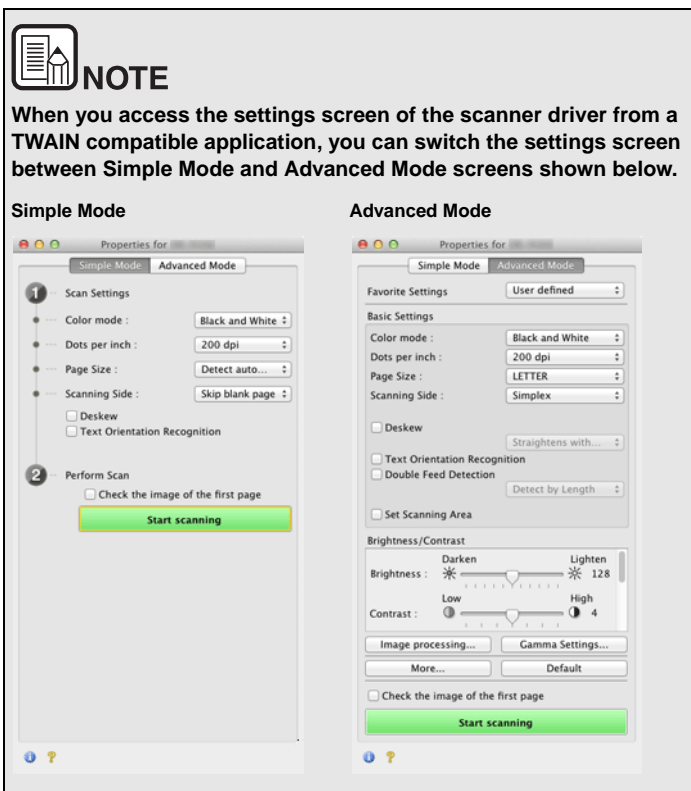 NOTE
When you access the settings screen of the scanner driver from a
TWAIN compatible application, you can switch the settings screen
between Simple Mode and Advanced Mode screens shown below.
Simple Mode
Properties for
Simple Mode Advanced Mode
1 Scan Settings
Color mode : Black and White
Dots per inch : 200 dpi
Page Size : Detect auto...
Scanning Side : Skip blank page
Deskew
Text Orientation Recognition
2 Perform Scan
Check the image of the first page
Start scanning
Advanced Mode
Properties for
Simple Mode Advanced Mode
Favorite Settings User defined
Basic Settings
Color mode : Black and White
Dots per inch : 200 dpi
Page Size : LETTER
Scanning Side : Simplex
Deskew
Straightens with...
Text Orientation Recognition
Double Feed Detection
Detect by Length
Set Scanning Area
Brightness/Contrast
Darken Lighten
Brightness : 128
Low High
Contrast : 4
Image processing... Gamma Settings...
More... Default
Check the image of the first page
Start scanning